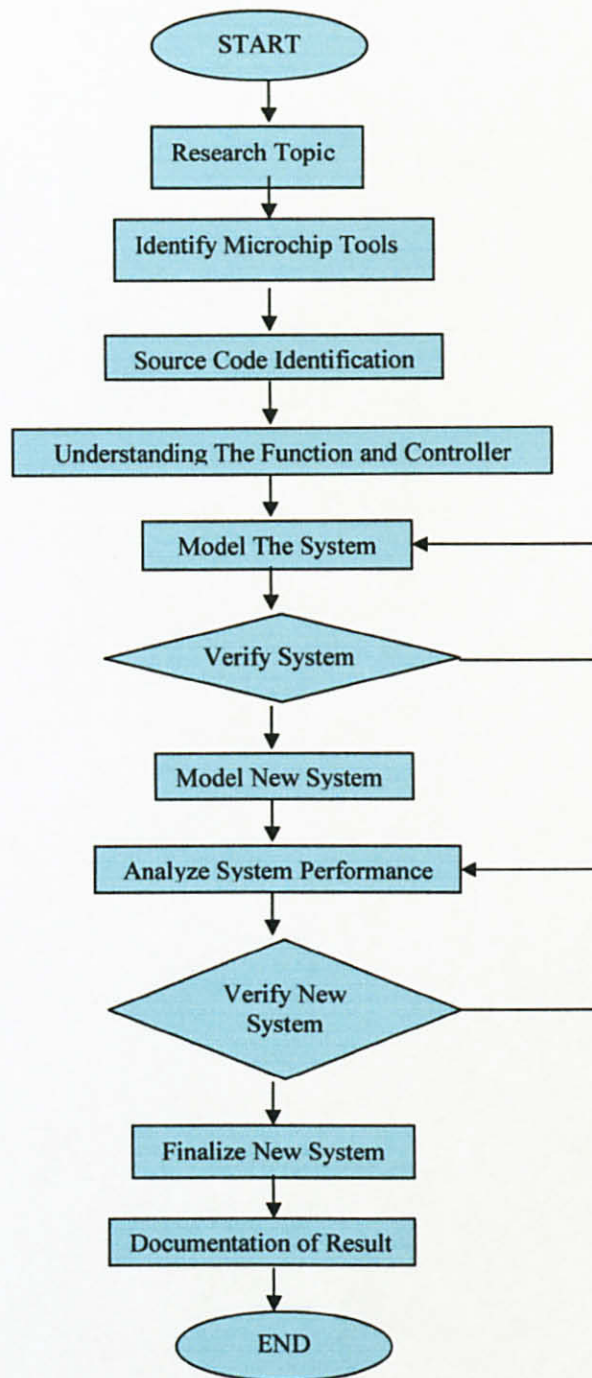 START
Research Topic
Identify Microchip Tools
Source Code Identification
Understanding The Function and Controller
Model The System
Verify System
Model New System
Analyze System Performance
Verify New
System
Finalize New System
Documentation of Result
END